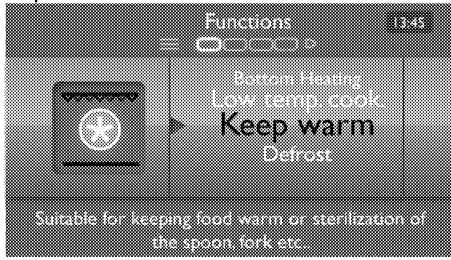 Functions
13:45
Bottom Heating
Low temp. cook.
Keep warm
Defrost
Suitable for keeping food warm or sterilization of
the spoon, fork etc..